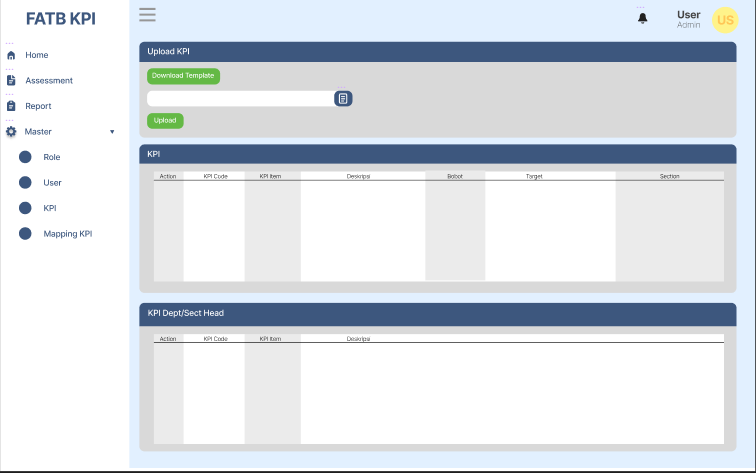 FATB KPI
User
Admin
US
Home
Assessment
Report
Master
Role
User
KPI
Mapping KPI
Upload KPI
Download Template
Upload
KPI
Action KPI Code KPI Item Deskripsi Bobot Target Section
KPI Dept/Sect Head
Action KPI Code KPI Item Deskripsi